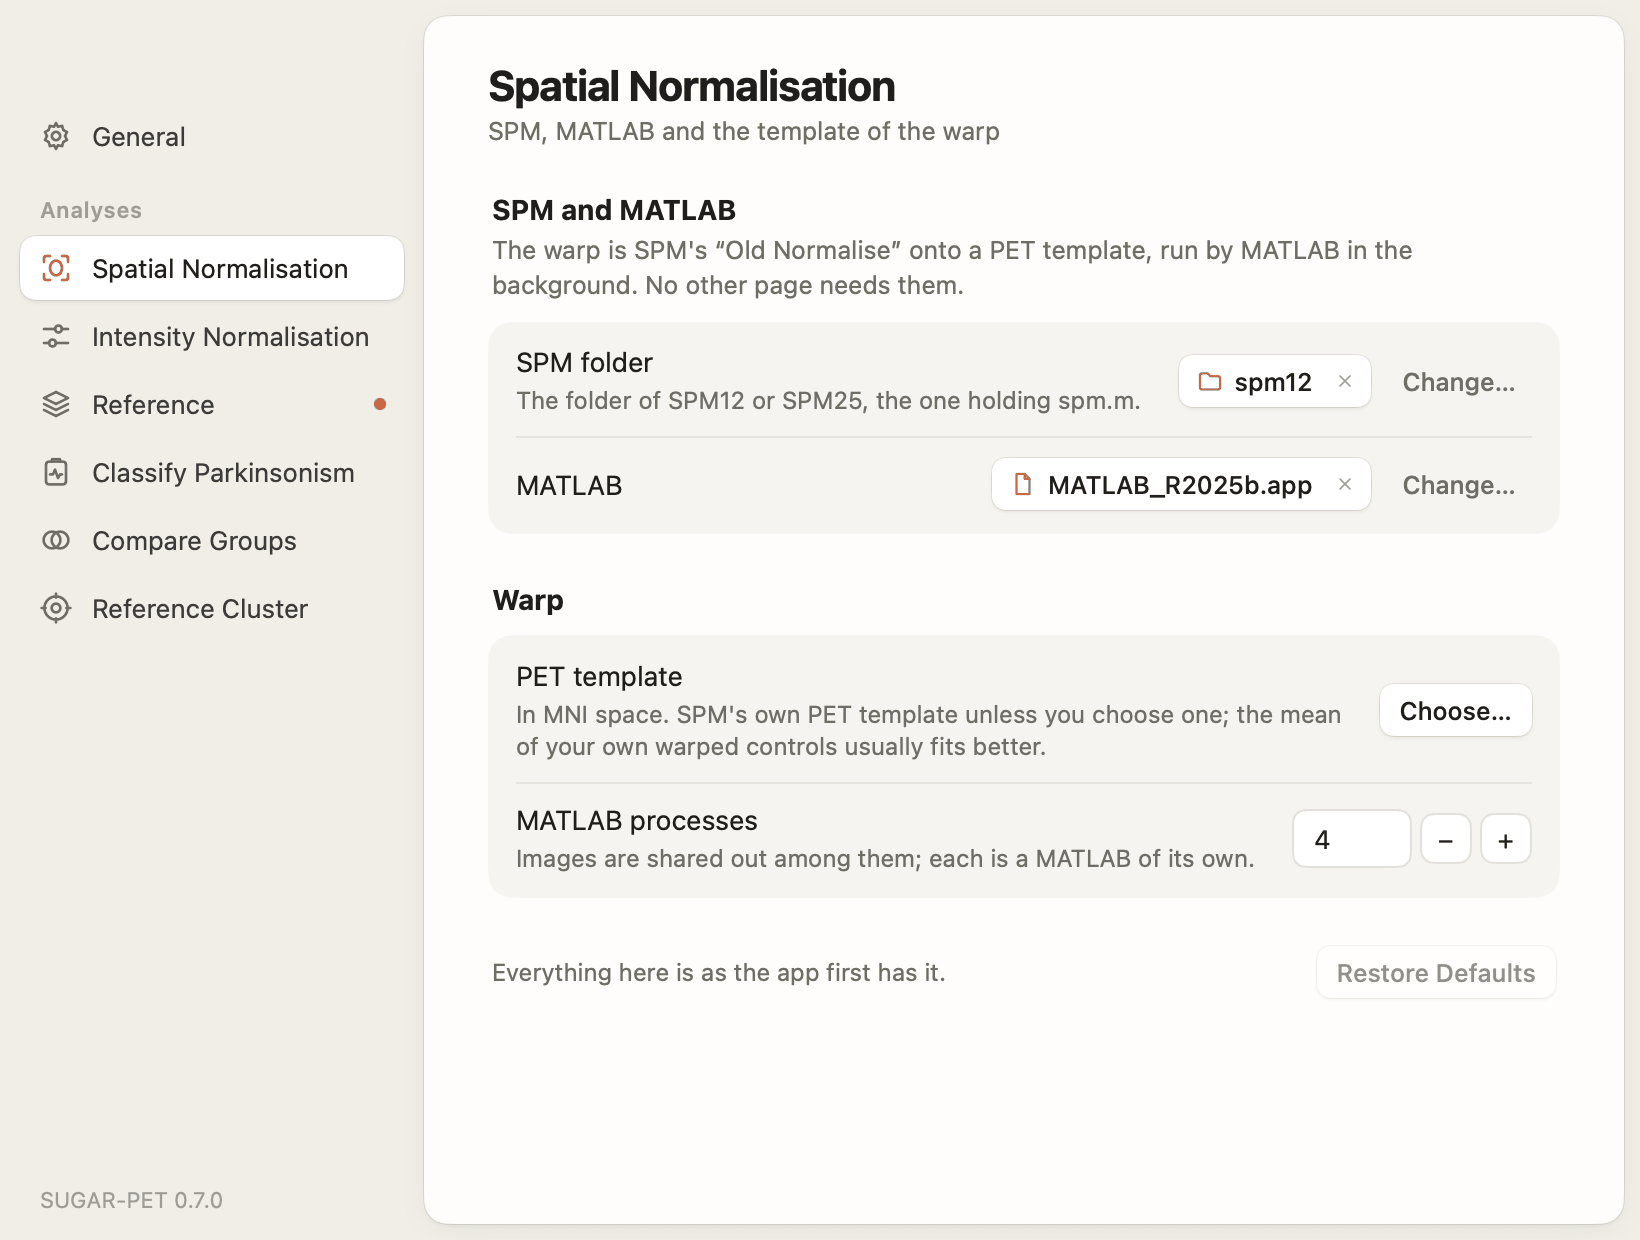 General
Analyses
Spatial Normalisation
Intensity Normalisation
Reference
Classify Parkinsonism
Compare Groups
Reference Cluster
SUGAR-PET 0.7.0
Spatial Normalisation
SPM, MATLAB and the template of the warp
SPM and MATLAB
The warp is SPM's “Old Normalise” onto a PET template, run by MATLAB in the
background. No other page needs them.
SPM folder
The folder of SPM12 or SPM25, the one holding spm.m.
spm12 × Change...
MATLAB
MATLAB_R2025b.app × Change...
Warp
PET template
In MNI space. SPM's own PET template unless you choose one; the mean
of your own warped controls usually fits better.
Choose...
MATLAB processes
Images are shared out among them; each is a MATLAB of its own.
4 − +
Everything here is as the app first has it.
Restore Defaults